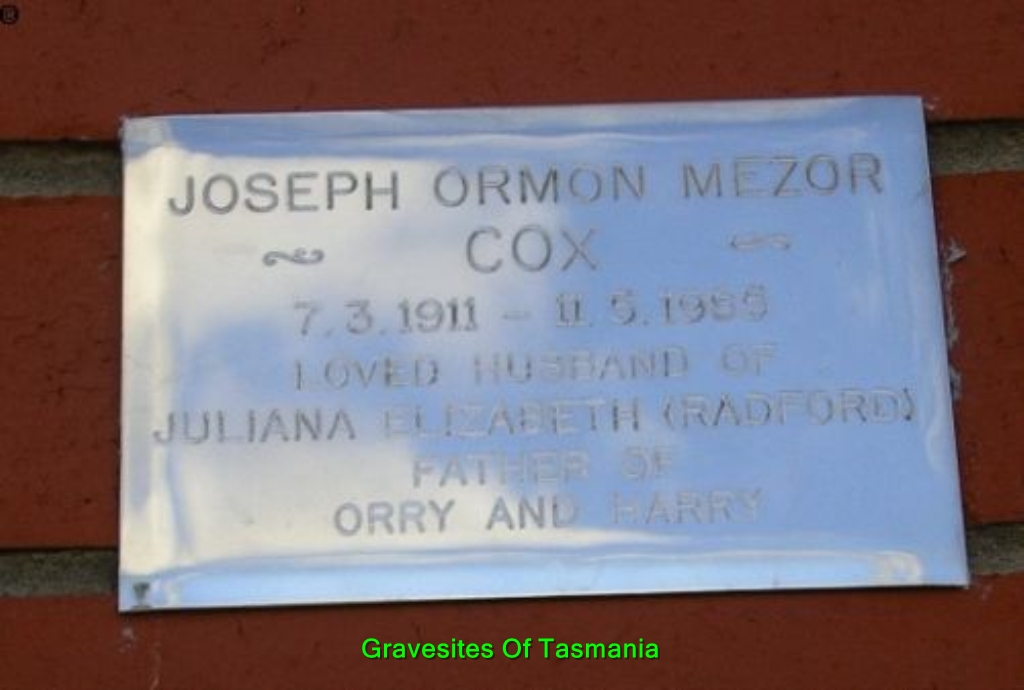 JOSEPH ORMON MEZOR
~ COX ~
7.3.1911 - 11.5.1985
LOVED HUSBAND OF
JULIANA ELIZABETH (RADFORD)
FATHER OF
ORRY AND HARRY
Gravesites Of Tasmania